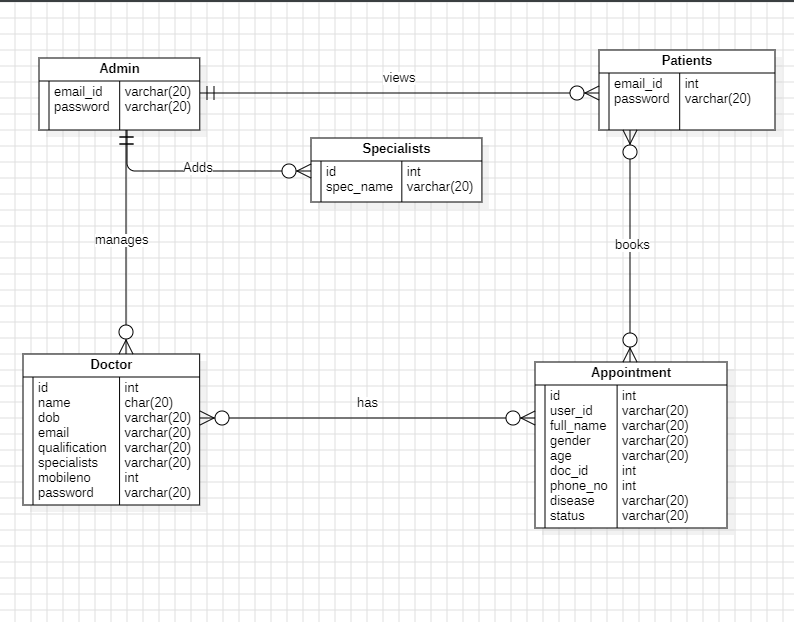 Admin
email_id varchar(20)
password varchar(20)
views
Patients
email_id int
password varchar(20)
Adds
Specialists
id int
spec_name varchar(20)
manages
books
Doctor
id int
name char(20)
dob varchar(20)
email varchar(20)
qualification varchar(20)
specialists varchar(20)
mobileno int
password varchar(20)
has
Appointment
id int
user_id varchar(20)
full_name varchar(20)
gender varchar(20)
age varchar(20)
doc_id int
phone_no int
disease varchar(20)
status varchar(20)